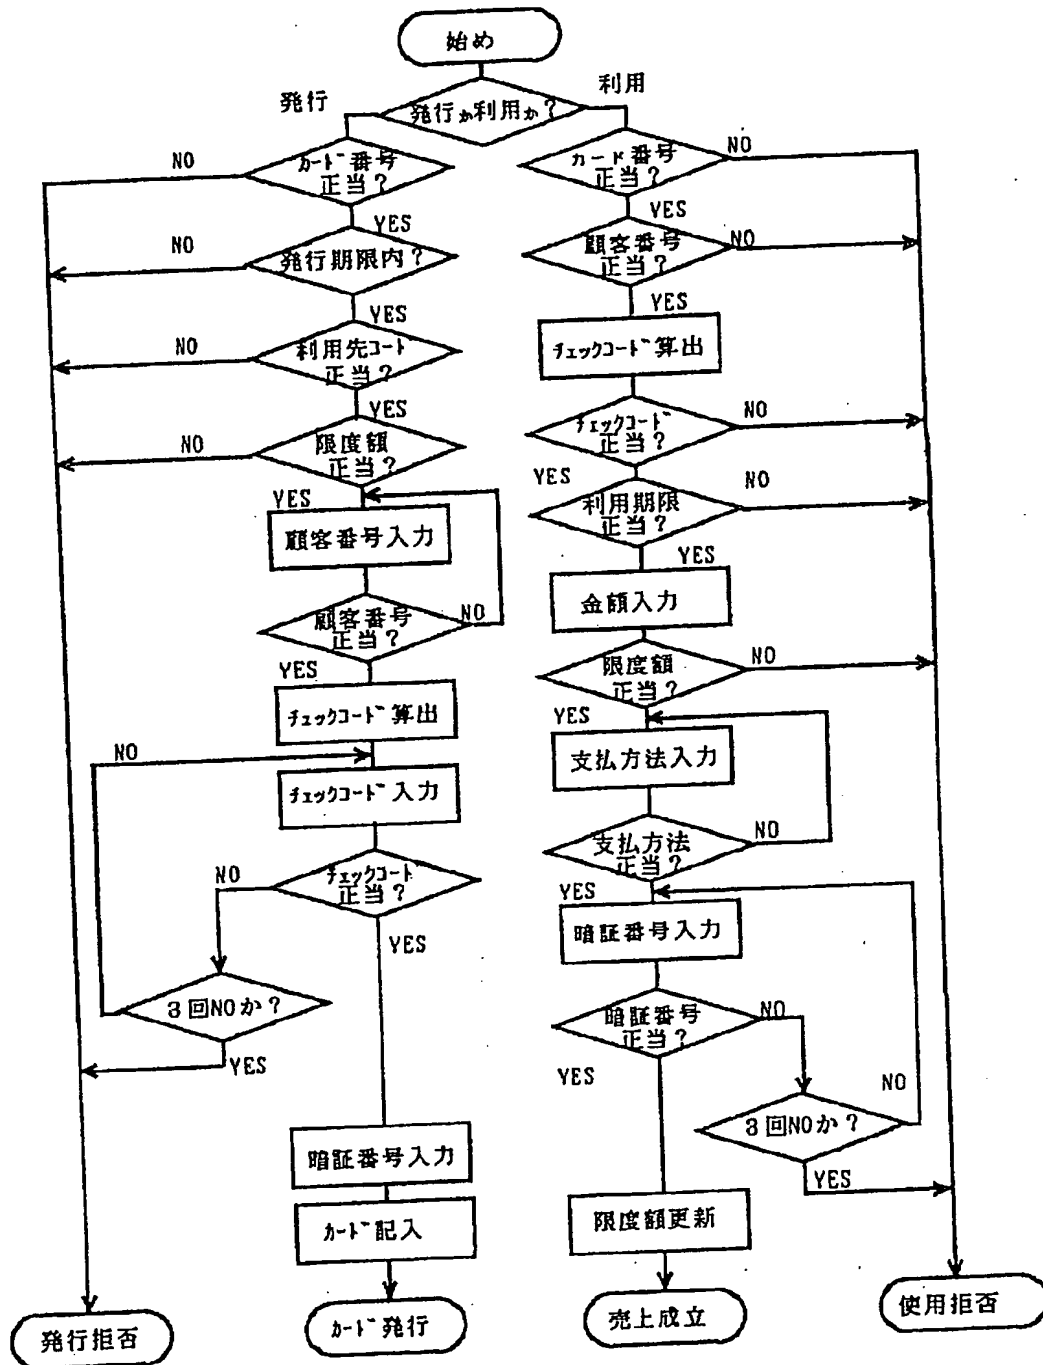 始め
発行
発行か利用か？
利用
NO
カード番号
正当？
YES
NO
発行期限内？
YES
NO
利用先コード
正当？
YES
NO
限度額
正当？
YES
顧客番号入力
顧客番号
正当？
NO
YES
チェックコード算出
NO
チェックコード入力
チェックコード
正当？
NO
YES
3回NOか？
YES
暗証番号入力
カード記入
発行拒否
カード発行
カード番号
正当？
NO
YES
顧客番号
正当？
NO
YES
チェックコード算出
チェックコード
正当？
NO
YES
利用期限
正当？
NO
YES
金額入力
限度額
正当？
NO
YES
支払方法入力
支払方法
正当？
NO
YES
暗証番号入力
暗証番号
正当？
NO
YES
NO
3回NOか？
YES
限度額更新
売上成立
使用拒否